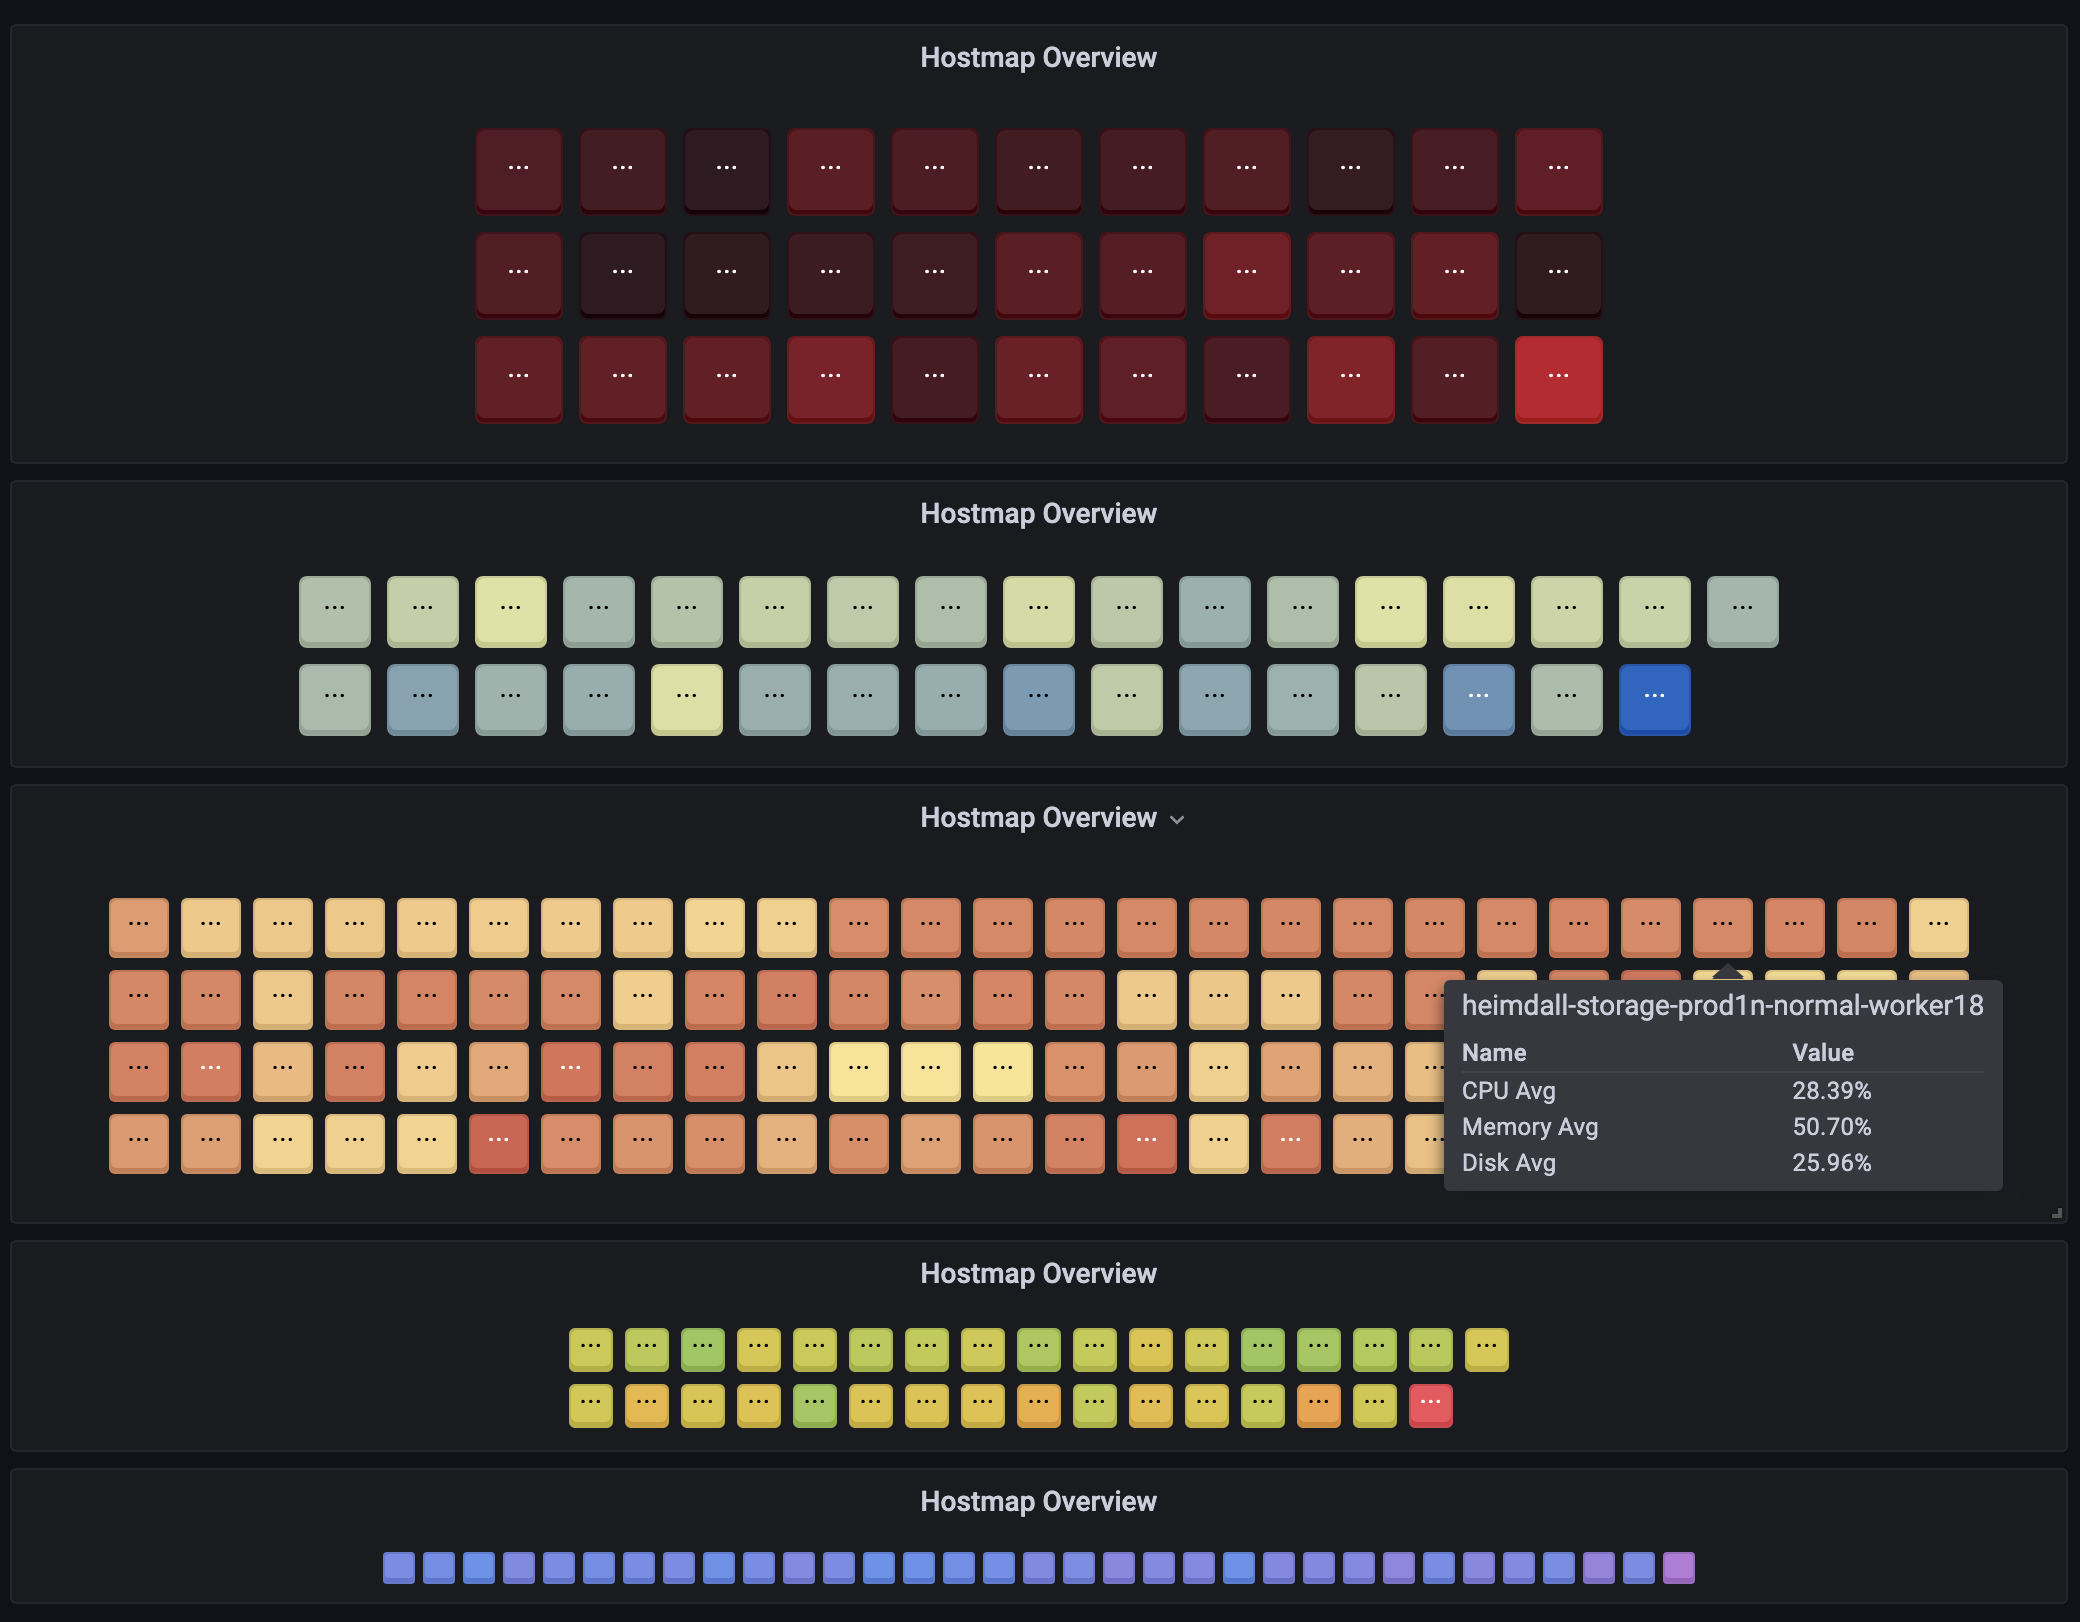 Hostmap Overview
... ... ... ... ... ... ... ... ... ... ...
... ... ... ... ... ... ... ... ... ... ...
... ... ... ... ... ... ... ... ... ... ...
Hostmap Overview
... ... ... ... ... ... ... ... ... ... ... ... ... ... ... ... ...
... ... ... ... ... ... ... ... ... ... ... ... ... ... ... ...
Hostmap Overview
... ... ... ... ... ... ... ... ... ... ... ... ... ... ... ... ... ... ... ... ... ... ... ... ... ...
... ... ... ... ... ... ... ... ... ... ... ... ... ... ... ... ... ... ...
heimdall-storage-prod1n-normal-worker18
Name Value
... ... ... ... ... ... ... ... ... ... ... ... ... ... ... ... ... ... ...
CPU Avg 28.39%
Memory Avg 50.70%
... ... ... ... ... ... ... ... ... ... ... ... ... ... ... ... ... ... ...
Disk Avg 25.96%
Hostmap Overview
... ... ... ... ... ... ... ... ... ... ... ... ... ... ... ... ...
... ... ... ... ... ... ... ... ... ... ... ... ... ... ... ...
Hostmap Overview